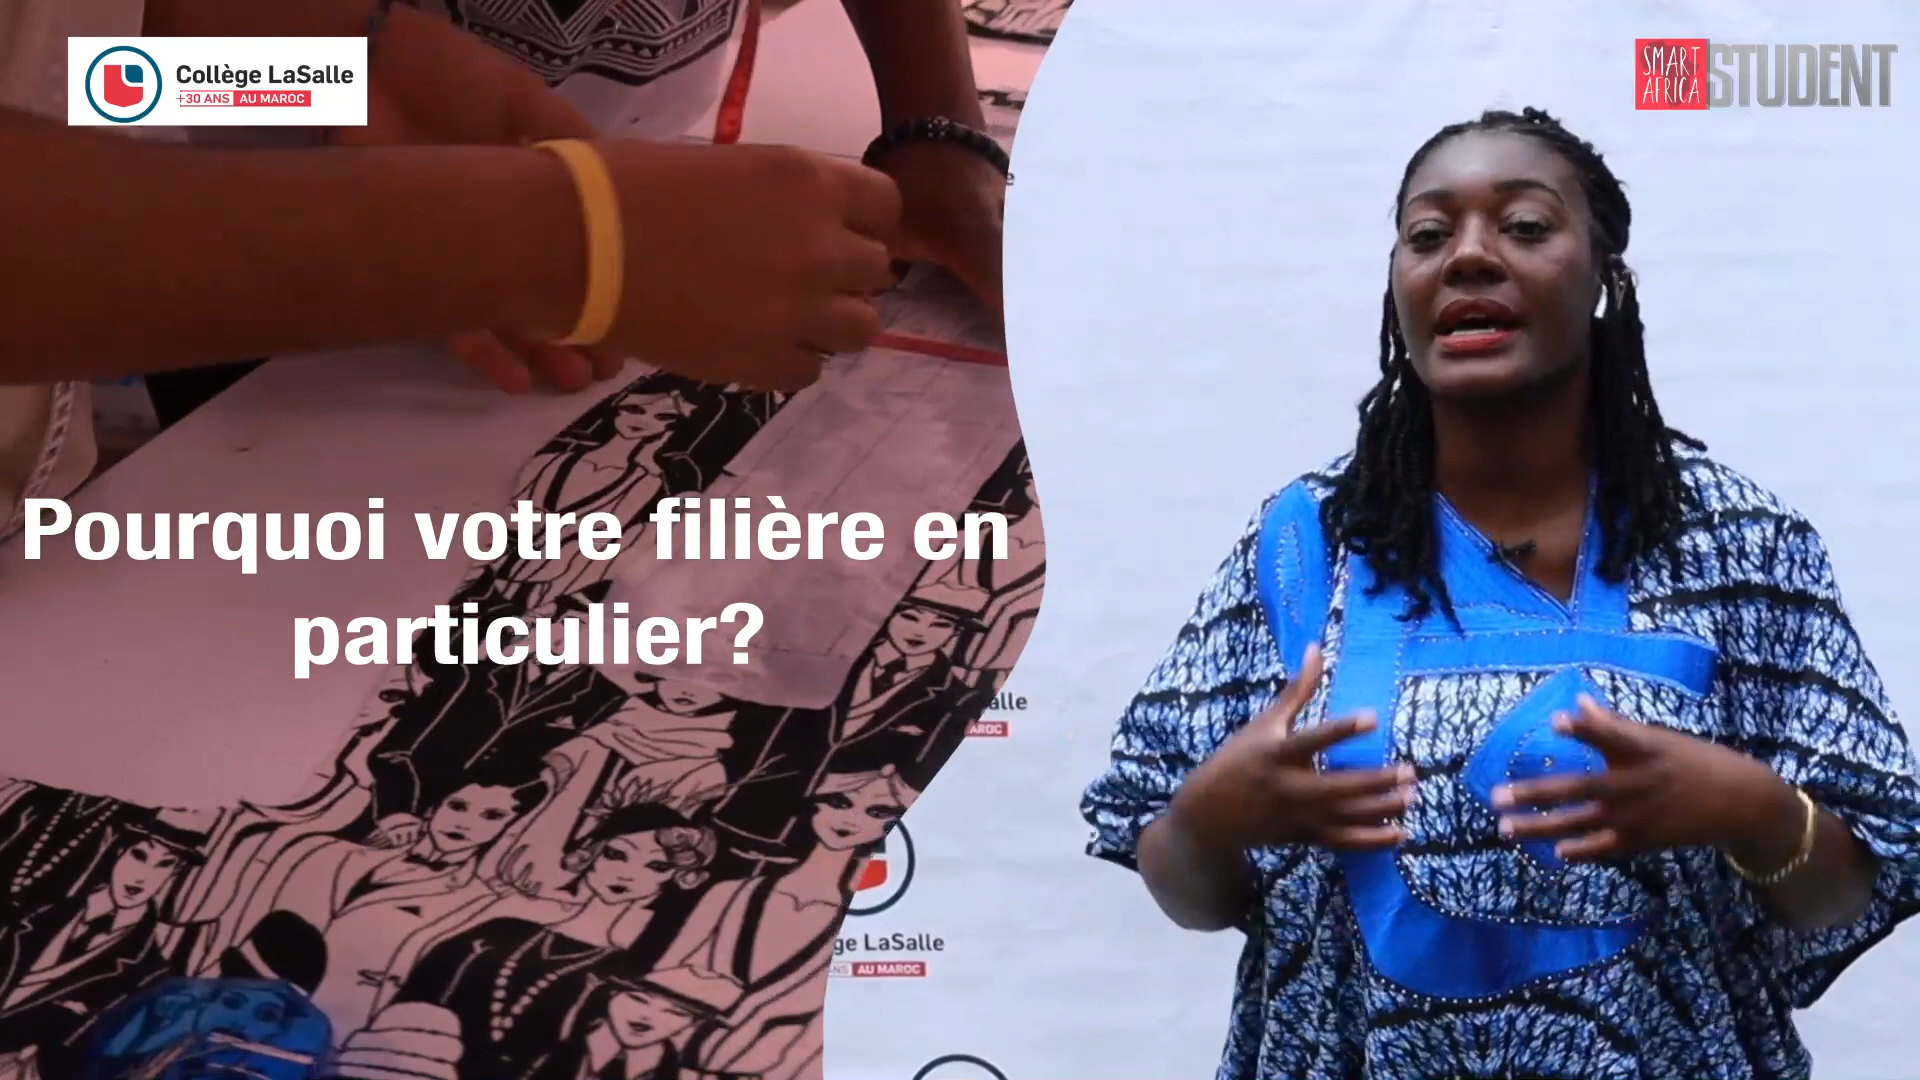 Collège LaSalle
+30 ANS AU MAROC
SMART
AFRICA
STUDENT
Pourquoi votre filière en
particulier?
alle
AROC
ge LaSalle
ANS AU MAROC